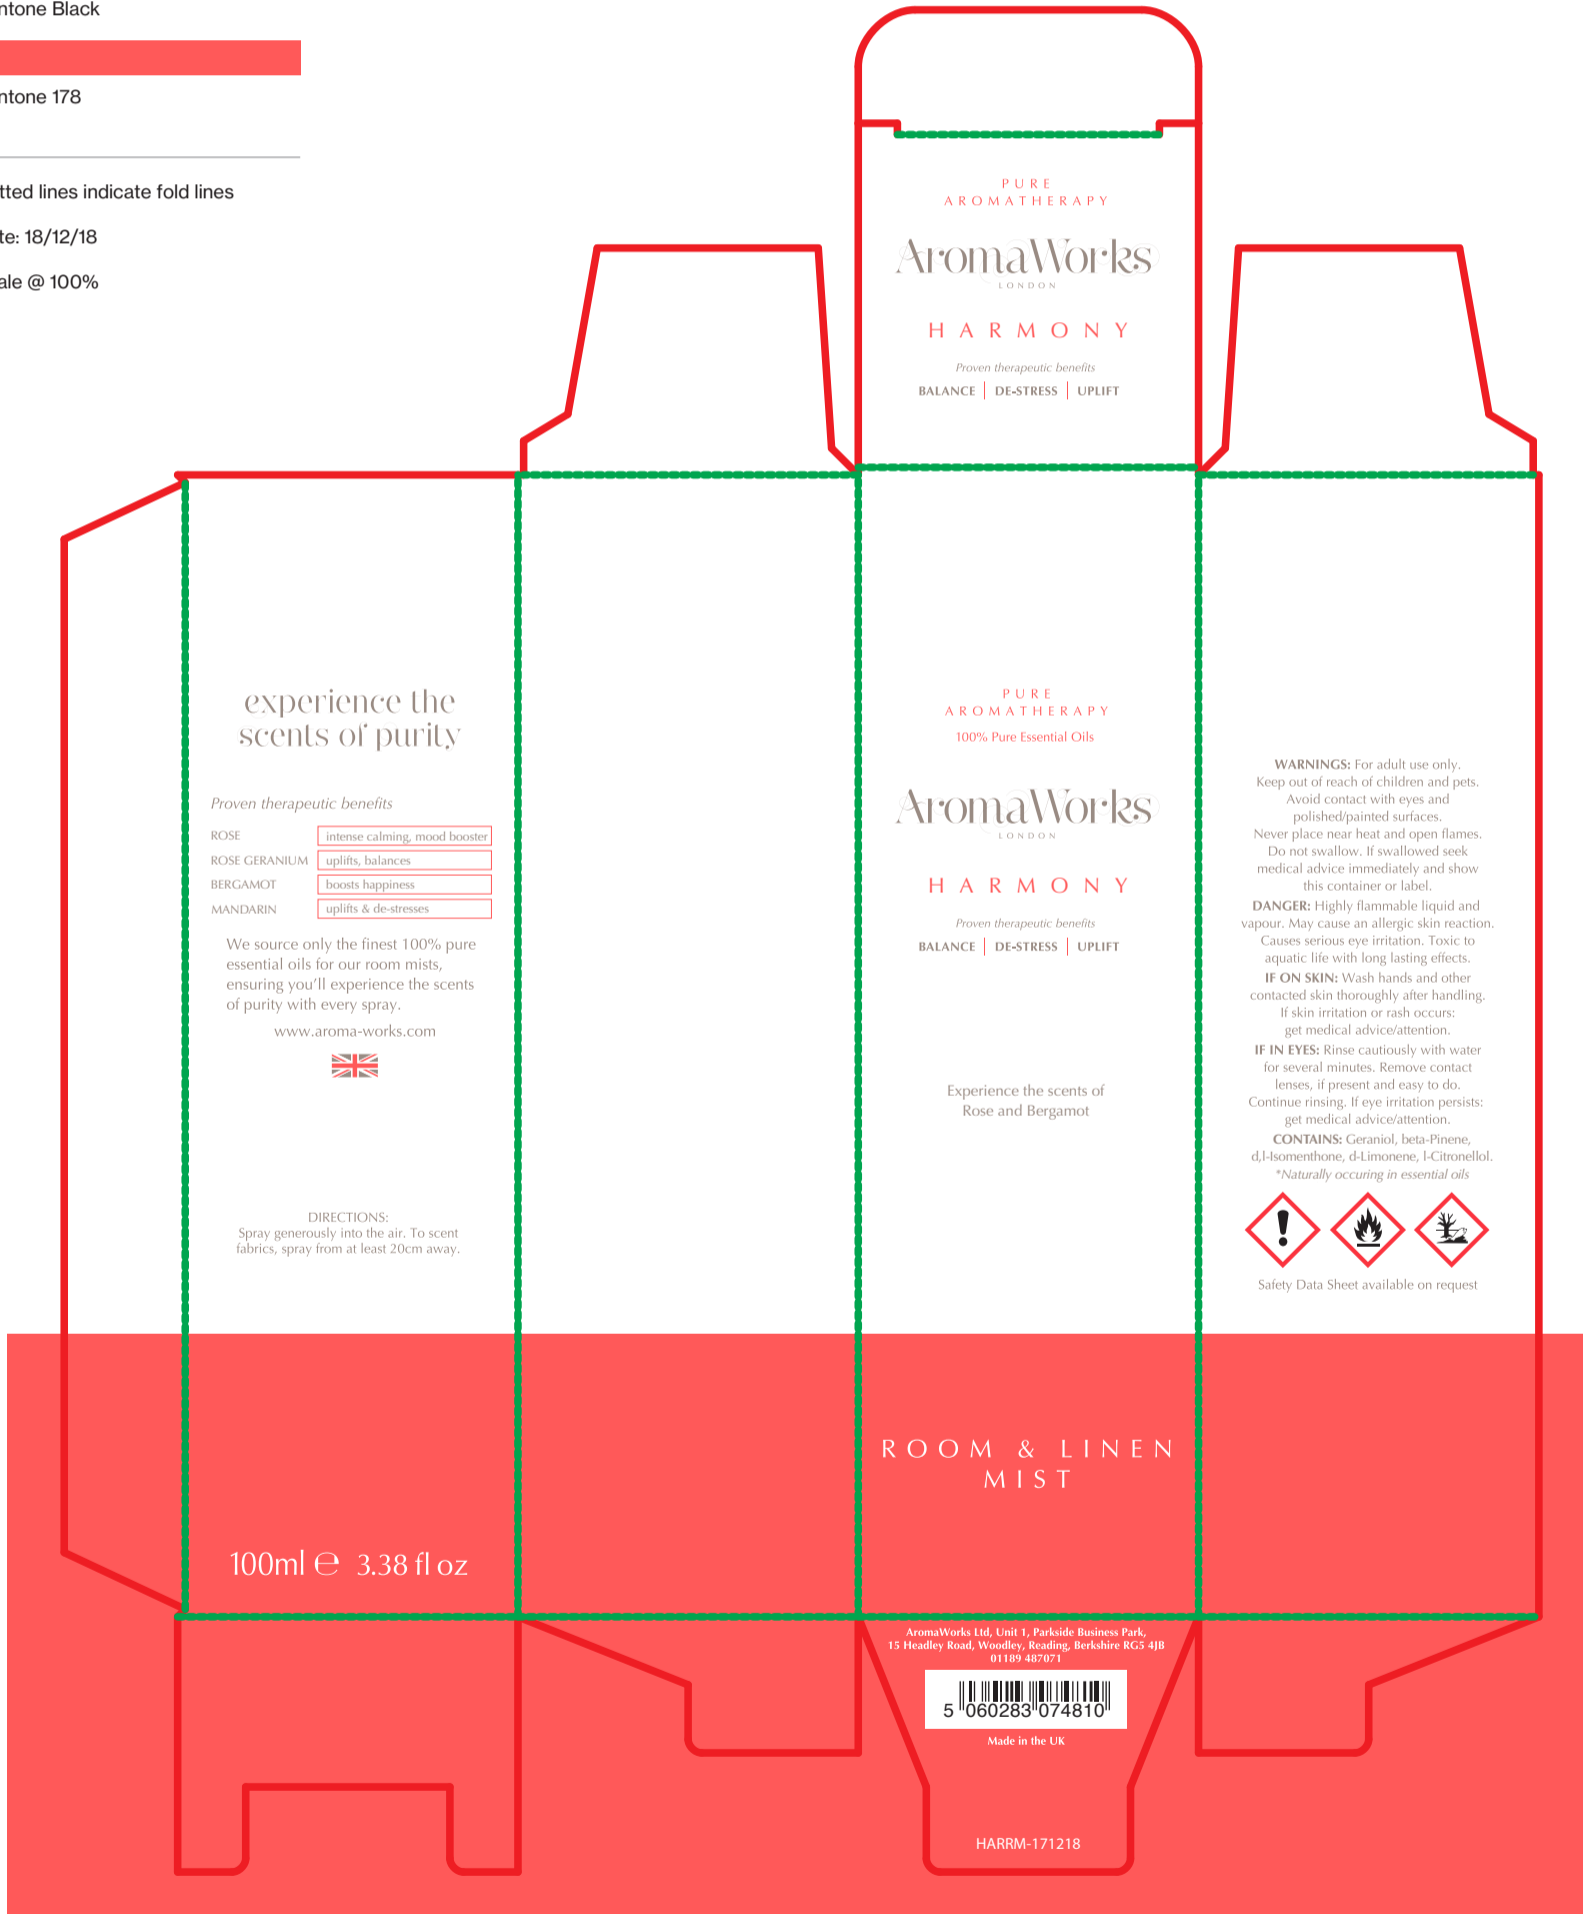 ntone Black
ntone 178
tted lines indicate fold lines
te: 18/12/18
ale @ 100%
PURE
AROMATHERAPY
AromaWorks
LONDON
HARMONY
Proven therapeutic benefits
BALANCE | DE-STRESS | UPLIFT
experience the
scents of purity
Proven therapeutic benefits
ROSE intense calming, mood booster
ROSE GERANIUM uplifts, balances
BERGAMOT boosts happiness
MANDARIN uplifts & de-stresses
We source only the finest 100% pure
essential oils for our room mists,
ensuring you'll experience the scents
of purity with every spray.
www.aroma-works.com
DIRECTIONS:
Spray generously into the air. To scent
fabrics, spray from at least 20cm away.
100ml ℮ 3.38 fl oz
PURE
AROMATHERAPY
100% Pure Essential Oils
AromaWorks
LONDON
HARMONY
Proven therapeutic benefits
BALANCE | DE-STRESS | UPLIFT
Experience the scents of
Rose and Bergamot
ROOM & LINEN
MIST
WARNINGS: For adult use only.
Keep out of reach of children and pets.
Avoid contact with eyes and
polished/painted surfaces.
Never place near heat and open flames.
Do not swallow. If swallowed seek
medical advice immediately and show
this container or label.
DANGER: Highly flammable liquid and
vapour. May cause an allergic skin reaction.
Causes serious eye irritation. Toxic to
aquatic life with long lasting effects.
IF ON SKIN: Wash hands and other
contacted skin thoroughly after handling.
If skin irritation or rash occurs:
get medical advice/attention.
IF IN EYES: Rinse cautiously with water
for several minutes. Remove contact
lenses, if present and easy to do.
Continue rinsing. If eye irritation persists:
get medical advice/attention.
CONTAINS: Geraniol, beta-Pinene,
d,l-Isomenthone, d-Limonene, l-Citronellol.
*Naturally occuring in essential oils
Safety Data Sheet available on request
AromaWorks Ltd, Unit 1, Parkside Business Park,
15 Headley Road, Woodley, Reading, Berkshire RG5 4JB
01189 487071
5 060283 074810
Made in the UK
HARRM-171218